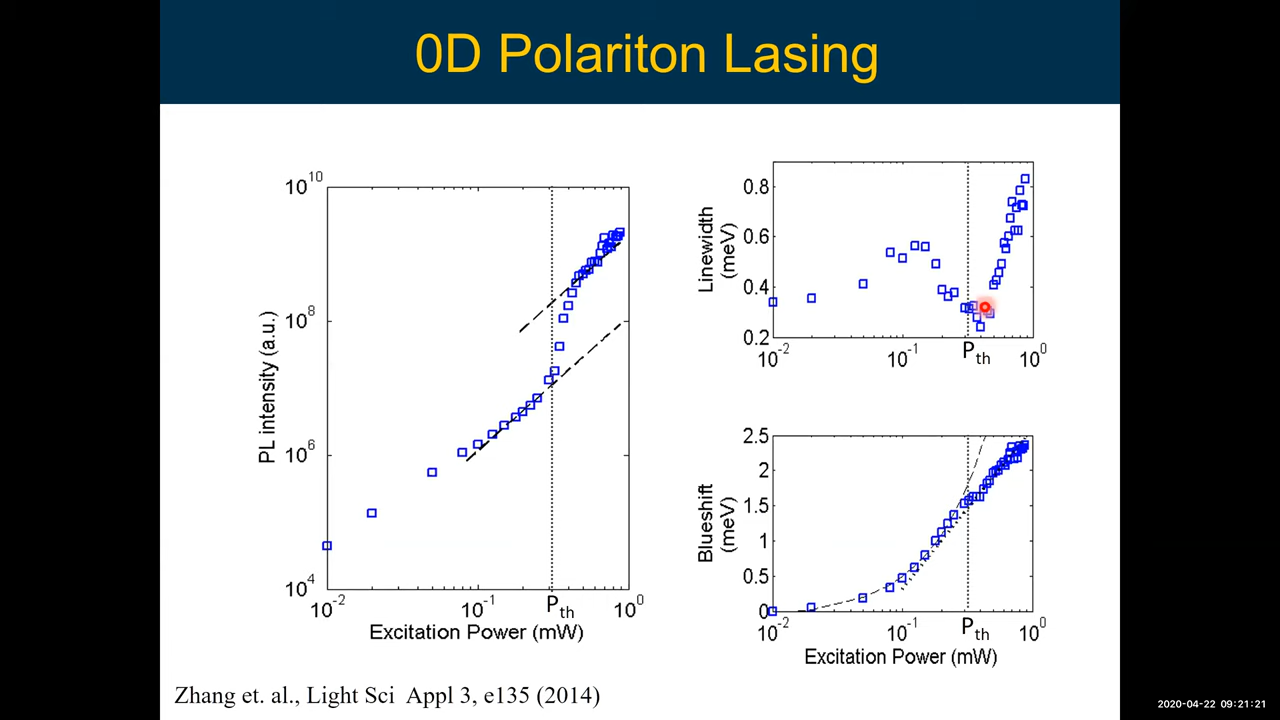 0D Polariton Lasing
PL intensity (a.u.)
10^10
10^8
10^6
10^4
10^-2
10^-1
P_th
10^0
Excitation Power (mW)
Linewidth
(meV)
0.8
0.6
0.4
0.2
10^-2
10^-1
P_th
10^0
Blueshift
(meV)
2.5
2
1.5
1
0.5
0
10^-2
10^-1
P_th
10^0
Excitation Power (mW)
Zhang et. al., Light Sci Appl 3, e135 (2014)
2020-04-22 09:21:21